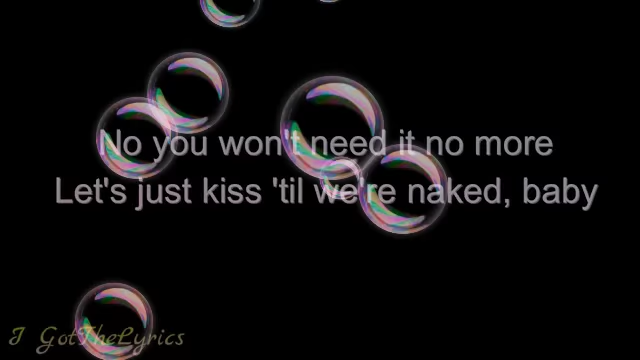 No you won't need it no more
Let's just kiss 'til we're naked, baby
I GotTheLyrics